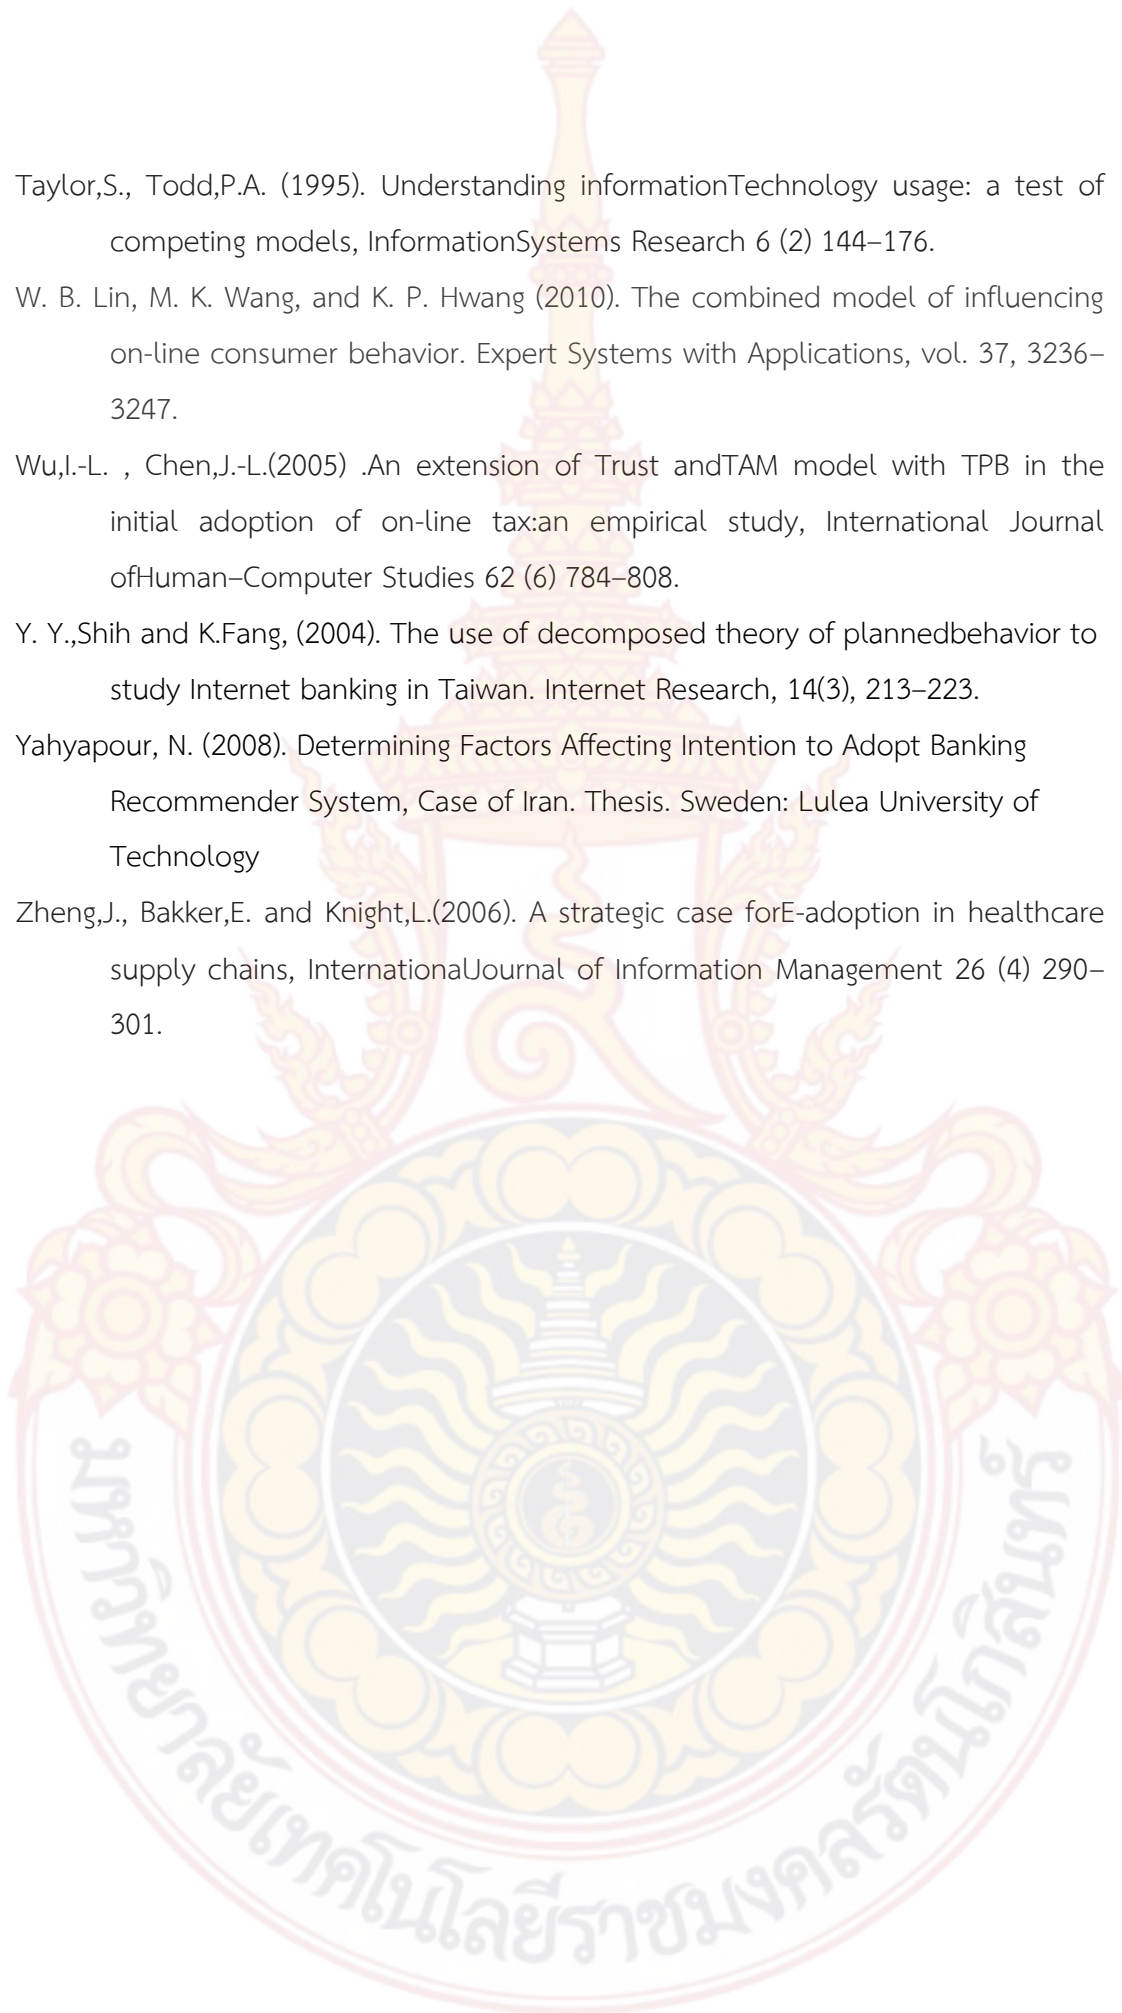 Taylor,S., Todd,P.A. (1995). Understanding informationTechnology usage: a test of
competing models, InformationSystems Research 6 (2) 144–176.
W. B. Lin, M. K. Wang, and K. P. Hwang (2010). The combined model of influencing
on-line consumer behavior. Expert Systems with Applications, vol. 37, 3236–
3247.
Wu,I.-L. , Chen,J.-L.(2005) .An extension of Trust andTAM model with TPB in the
initial adoption of on-line tax:an empirical study, International Journal
ofHuman–Computer Studies 62 (6) 784–808.
Y. Y.,Shih and K.Fang, (2004). The use of decomposed theory of plannedbehavior to
study Internet banking in Taiwan. Internet Research, 14(3), 213–223.
Yahyapour, N. (2008). Determining Factors Affecting Intention to Adopt Banking
Recommender System, Case of Iran. Thesis. Sweden: Lulea University of
Technology
Zheng,J., Bakker,E. and Knight,L.(2006). A strategic case forE-adoption in healthcare
supply chains, InternationalJournal of Information Management 26 (4) 290–
301.
มหาวิทยาลัยเทคโนโลยีราชมงคลรัตนโกสินทร์